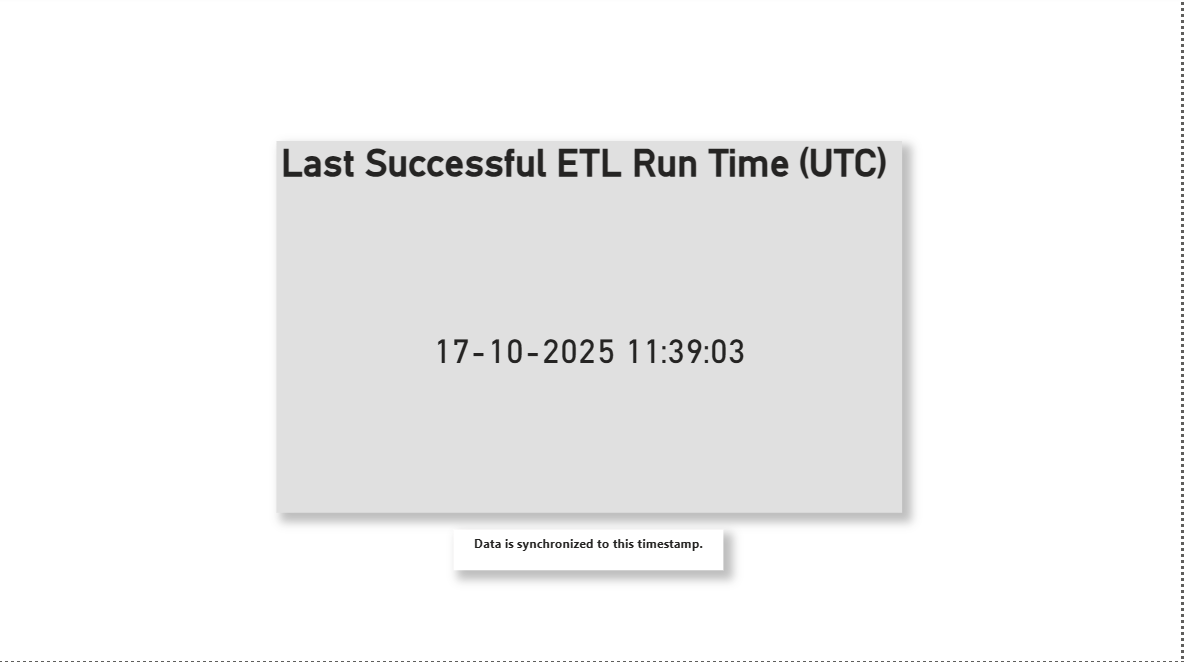 Last Successful ETL Run Time (UTC)
17-10-2025 11:39:03
Data is synchronized to this timestamp.